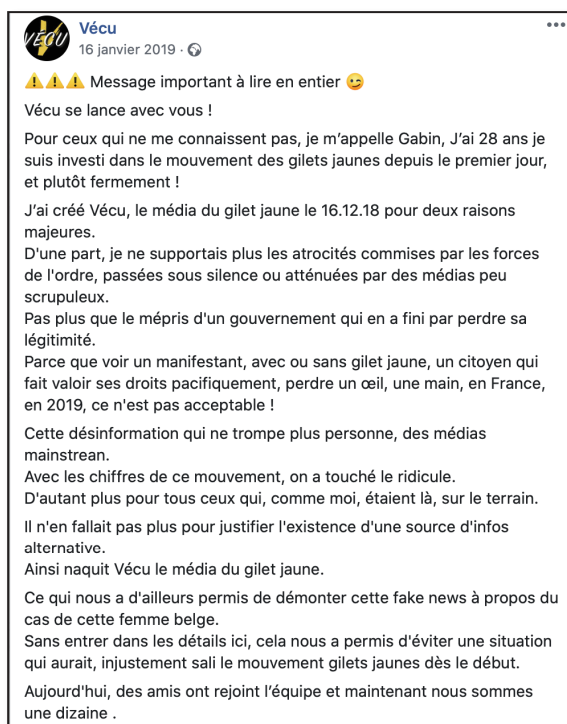 VÉCU
Vécu
16 janvier 2019 ·
⚠️⚠️⚠️ Message important à lire en entier 😉
Vécu se lance avec vous !
Pour ceux qui ne me connaissent pas, je m'appelle Gabin, J'ai 28 ans je
suis investi dans le mouvement des gilets jaunes depuis le premier jour,
et plutôt fermement !
J'ai créé Vécu, le média du gilet jaune le 16.12.18 pour deux raisons
majeures.
D'une part, je ne supportais plus les atrocités commises par les forces
de l'ordre, passées sous silence ou atténuées par des médias peu
scrupuleux.
Pas plus que le mépris d'un gouvernement qui en a fini par perdre sa
légitimité.
Parce que voir un manifestant, avec ou sans gilet jaune, un citoyen qui
fait valoir ses droits pacifiquement, perdre un œil, une main, en France,
en 2019, ce n'est pas acceptable !
Cette désinformation qui ne trompe plus personne, des médias
mainstrean.
Avec les chiffres de ce mouvement, on a touché le ridicule.
D'autant plus pour tous ceux qui, comme moi, étaient là, sur le terrain.
Il n'en fallait pas plus pour justifier l'existence d'une source d'infos
alternative.
Ainsi naquit Vécu le média du gilet jaune.
Ce qui nous a d'ailleurs permis de démonter cette fake news à propos du
cas de cette femme belge.
Sans entrer dans les détails ici, cela nous a permis d'éviter une situation
qui aurait, injustement sali le mouvement gilets jaunes dès le début.
Aujourd'hui, des amis ont rejoint l'équipe et maintenant nous sommes
une dizaine .